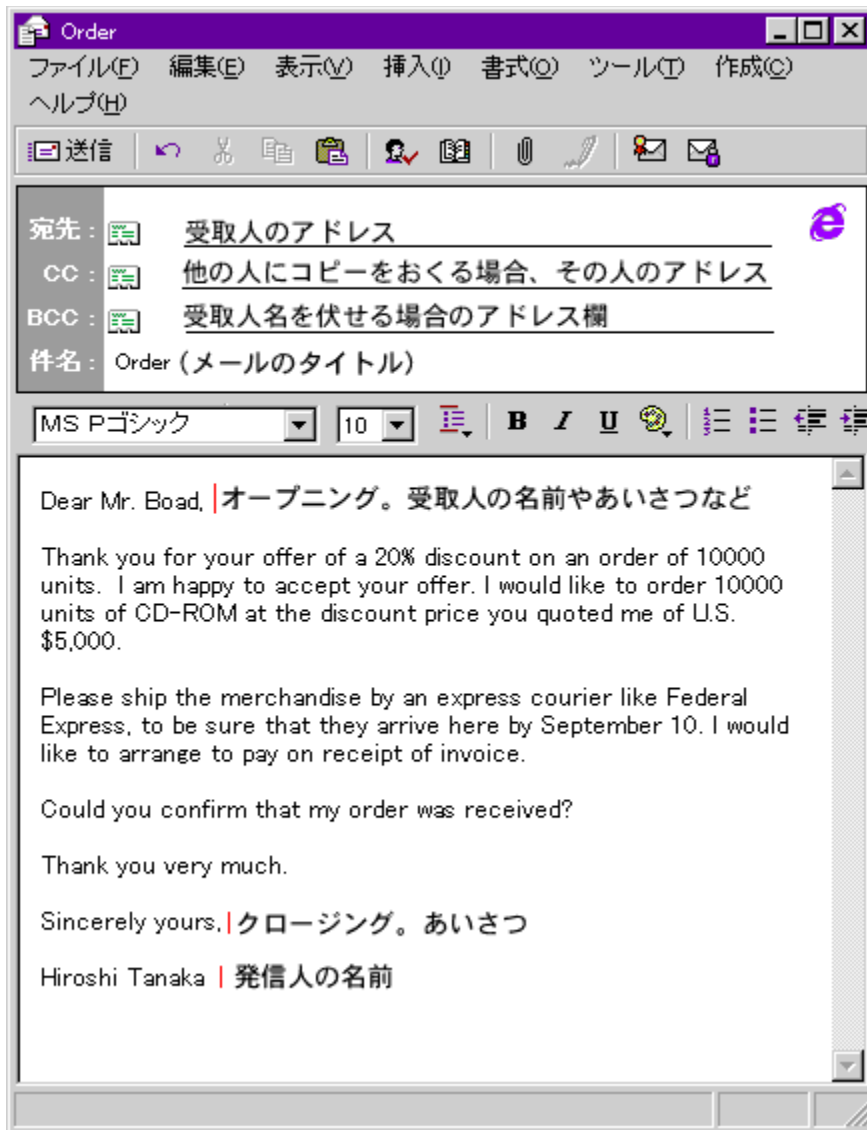 Order
ファイル(F) 編集(E) 表示(V) 挿入(I) 書式(O) ツール(T) 作成(C)
ヘルプ(H)
送信
宛先 : 受取人のアドレス
CC : 他の人にコピーをおくる場合、その人のアドレス
BCC : 受取人名を伏せる場合のアドレス欄
件名 : Order (メールのタイトル)
MS Pゴシック 10 B I U
Dear Mr. Boad, オープニング。受取人の名前やあいさつなど
Thank you for your offer of a 20% discount on an order of 10000
units. I am happy to accept your offer. I would like to order 10000
units of CD-ROM at the discount price you quoted me of U.S.
$5,000.
Please ship the merchandise by an express courier like Federal
Express, to be sure that they arrive here by September 10. I would
like to arrange to pay on receipt of invoice.
Could you confirm that my order was received?
Thank you very much.
Sincerely yours, クロージング。あいさつ
Hiroshi Tanaka 発信人の名前